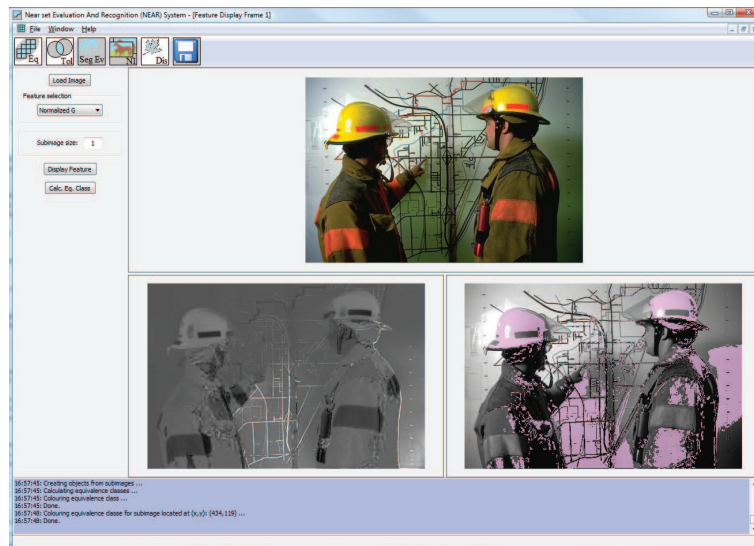 Near set Evaluation And Recognition (NEAR) System - [Feature Display Frame 1]
File Window Help
Eq Tol Seg Ev NI Dis
Load Image
Feature selection
Normalized G
Subimage size: 1
Display Feature
Calc. Eq. Class
16:57:45: Creating objects from subimages ...
16:57:45: Calculating equivalence classes ...
16:57:45: Colouring equivalence class ...
16:57:45: Done.
16:57:48: Colouring equivalence classe for subimage located at (x,y): {434,119} ...
16:57:48: Done.